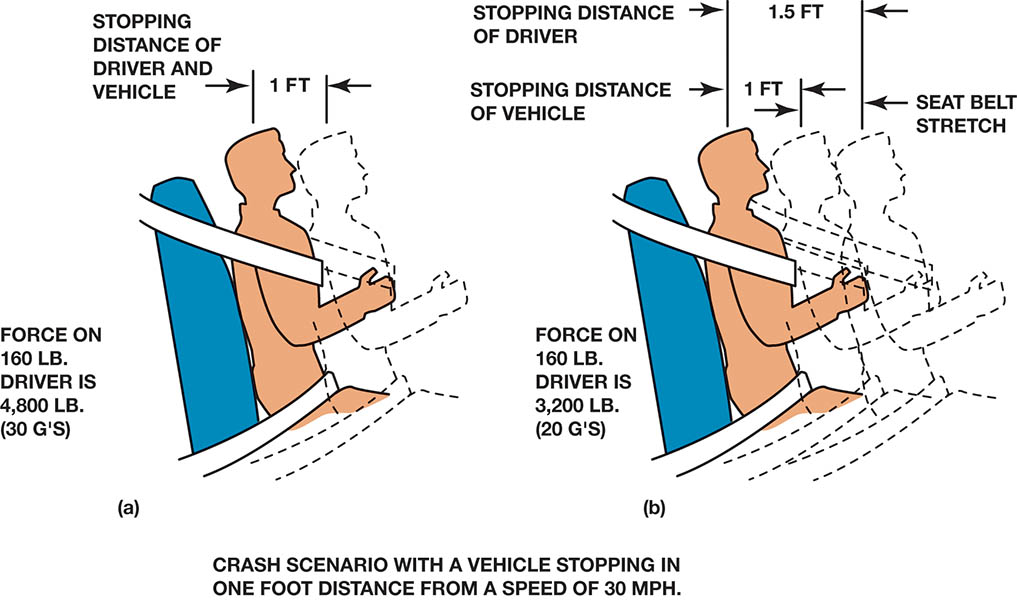 STOPPING
DISTANCE OF
DRIVER AND
VEHICLE
1 FT
FORCE ON
160 LB.
DRIVER IS
4,800 LB.
(30 G'S)
(a)
STOPPING DISTANCE
OF DRIVER
1.5 FT
STOPPING DISTANCE
OF VEHICLE
1 FT
SEAT BELT
STRETCH
FORCE ON
160 LB.
DRIVER IS
3,200 LB.
(20 G'S)
(b)
CRASH SCENARIO WITH A VEHICLE STOPPING IN
ONE FOOT DISTANCE FROM A SPEED OF 30 MPH.